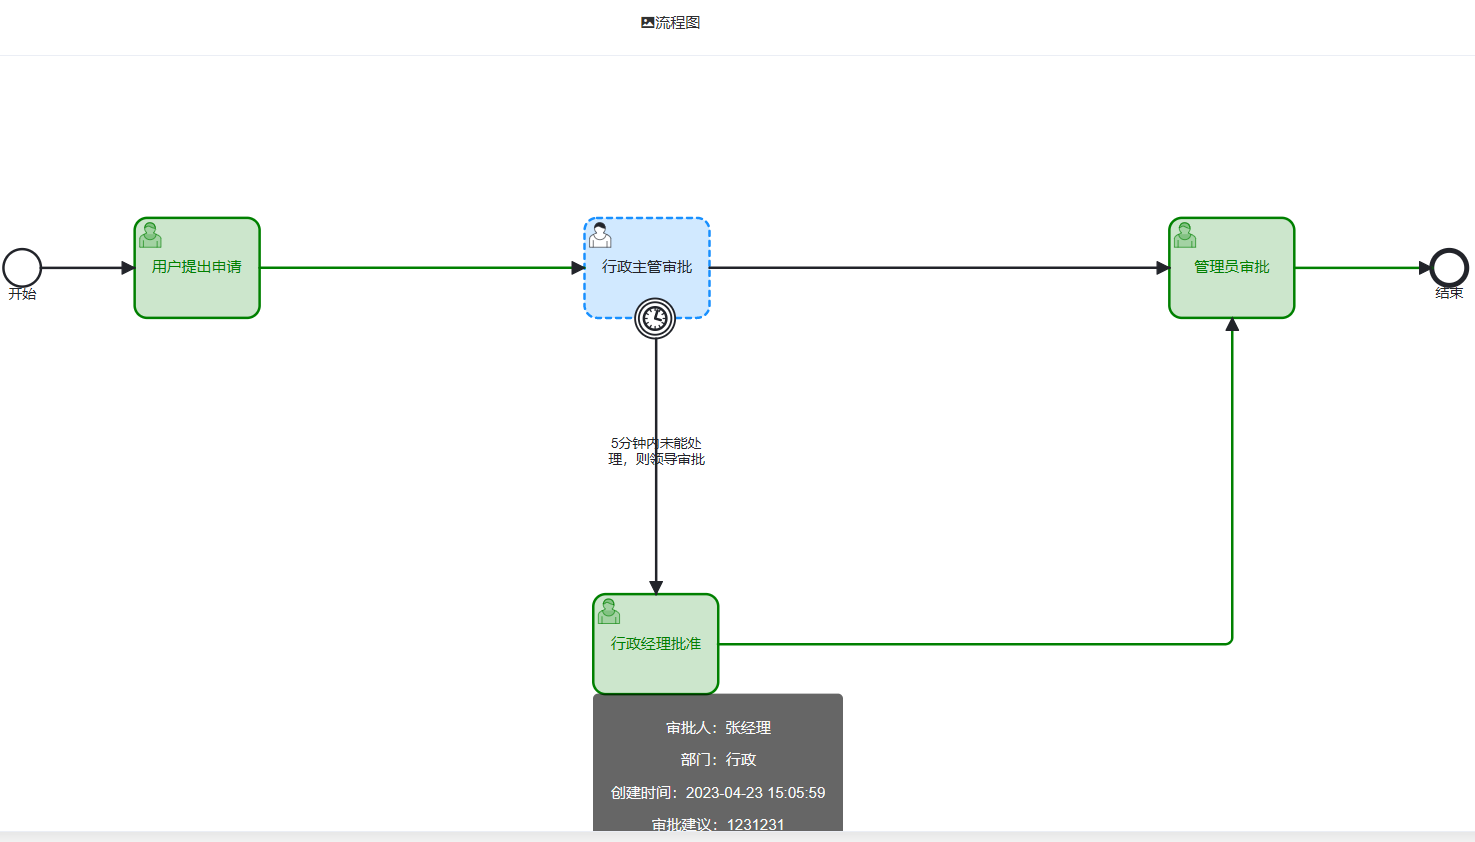 流程图
用户提出申请
行政主管审批
管理员审批
开始
结束
5分钟内未能处
理，则领导审批
行政经理批准
审批人：张经理
部门：行政
创建时间：2023-04-23 15:05:59
审批建议：1231231